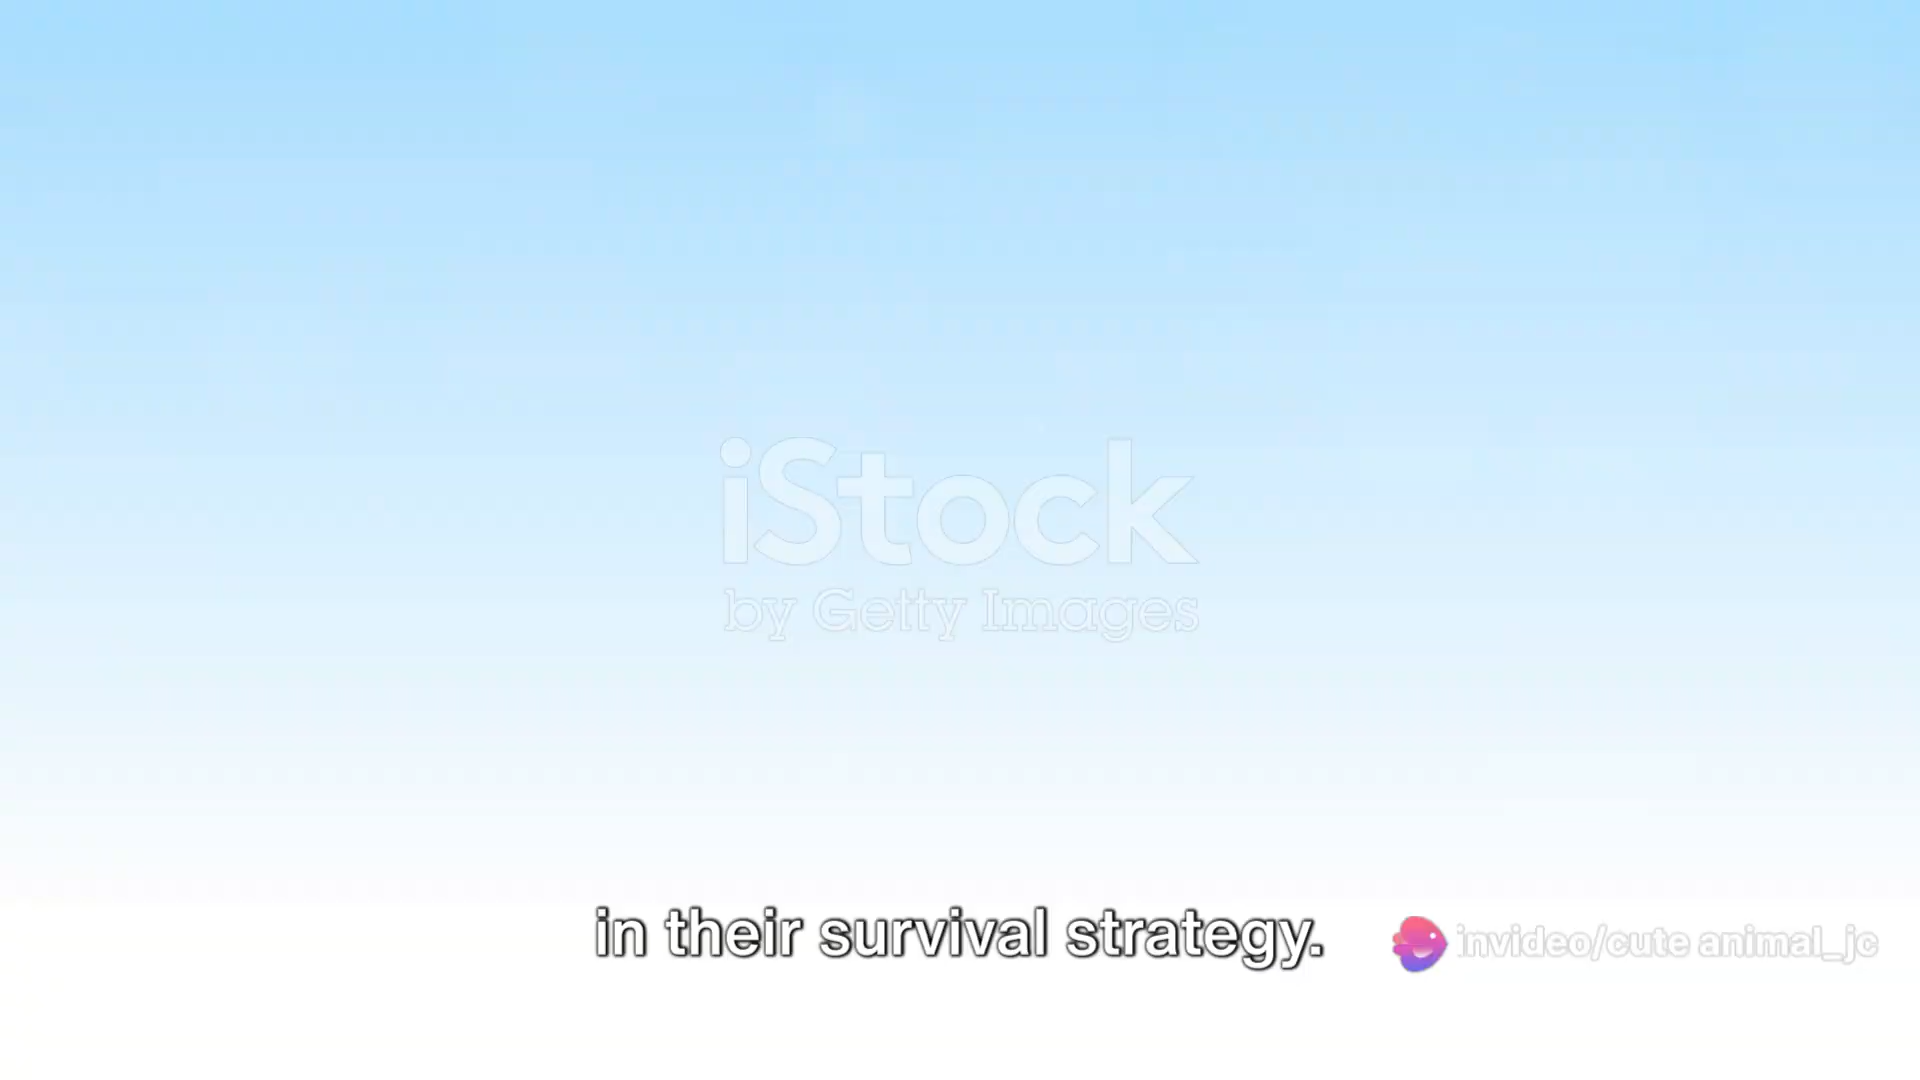 iStock
by Getty Images
in their survival strategy.
invideo/cute animal_jc